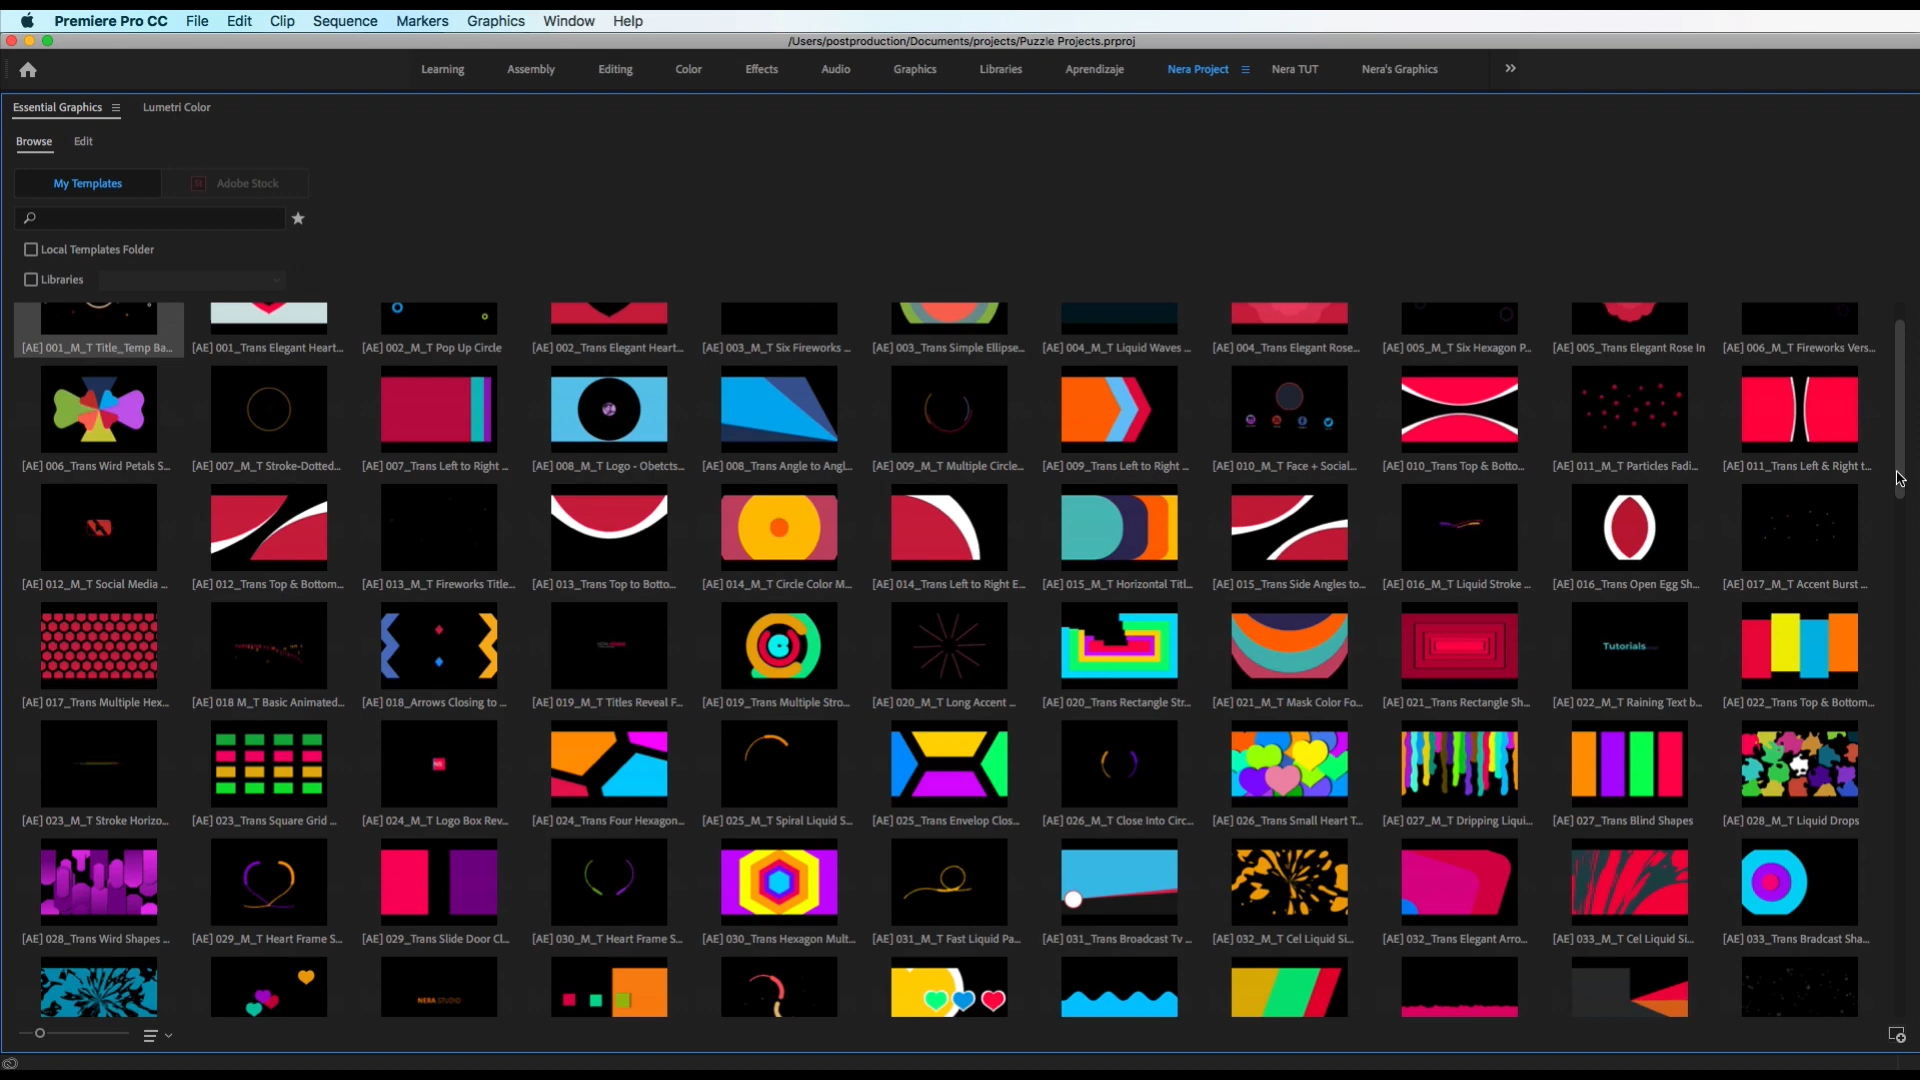 Premiere Pro CC File Edit Clip Sequence Markers Graphics Window Help
/Users/postproduction/Documents/projects/Puzzle Projects.prproj
Learning Assembly Editing Color Effects Audio Graphics Libraries Aprendizaje Nera Project Nera TUT Nera's Graphics
Essential Graphics Lumetri Color
Browse Edit
My Templates St Adobe Stock
Local Templates Folder
Libraries
[AE] 001_M_T Title_Temp Ba... [AE] 001_Trans Elegant Heart... [AE] 002_M_T Pop Up Circle [AE] 002_Trans Elegant Heart... [AE] 003_M_T Six Fireworks ... [AE] 003_Trans Simple Ellipse... [AE] 004_M_T Liquid Waves ... [AE] 004_Trans Elegant Rose... [AE] 005_M_T Six Hexagon P... [AE] 005_Trans Elegant Rose In [AE] 006_M_T Fireworks Vers...
[AE] 006_Trans Wird Petals S... [AE] 007_M_T Stroke-Dotted... [AE] 007_Trans Left to Right ... [AE] 008_M_T Logo - Obetcts... [AE] 008_Trans Angle to Angl... [AE] 009_M_T Multiple Circle... [AE] 009_Trans Left to Right ... [AE] 010_M_T Face + Social... [AE] 010_Trans Top & Botto... [AE] 011_M_T Particles Fadi... [AE] 011_Trans Left & Right t...
[AE] 012_M_T Social Media ... [AE] 012_Trans Top & Bottom... [AE] 013_M_T Fireworks Title... [AE] 013_Trans Top to Botto... [AE] 014_M_T Circle Color M... [AE] 014_Trans Left to Right E... [AE] 015_M_T Horizontal Titl... [AE] 015_Trans Side Angles to... [AE] 016_M_T Liquid Stroke ... [AE] 016_Trans Open Egg Sh... [AE] 017_M_T Accent Burst ...
Tutorials
[AE] 017_Trans Multiple Hex... [AE] 018 M_T Basic Animated... [AE] 018_Arrows Closing to ... [AE] 019_M_T Titles Reveal F... [AE] 019_Trans Multiple Stro... [AE] 020_M_T Long Accent ... [AE] 020_Trans Rectangle Str... [AE] 021_M_T Mask Color Fo... [AE] 021_Trans Rectangle Sh... [AE] 022_M_T Raining Text b... [AE] 022_Trans Top & Bottom...
[AE] 023_M_T Stroke Horizo... [AE] 023_Trans Square Grid ... [AE] 024_M_T Logo Box Rev... [AE] 024_Trans Four Hexagon... [AE] 025_M_T Spiral Liquid S... [AE] 025_Trans Envelop Clos... [AE] 026_M_T Close Into Circ... [AE] 026_Trans Small Heart T... [AE] 027_M_T Dripping Liqui... [AE] 027_Trans Blind Shapes [AE] 028_M_T Liquid Drops
[AE] 028_Trans Wird Shapes ... [AE] 029_M_T Heart Frame S... [AE] 029_Trans Slide Door Cl... [AE] 030_M_T Heart Frame S... [AE] 030_Trans Hexagon Mult... [AE] 031_M_T Fast Liquid Pa... [AE] 031_Trans Broadcast Tv ... [AE] 032_M_T Cel Liquid Si... [AE] 032_Trans Elegant Arro... [AE] 033_M_T Cel Liquid Si... [AE] 033_Trans Bradcast Sha...
NERA STUDIO